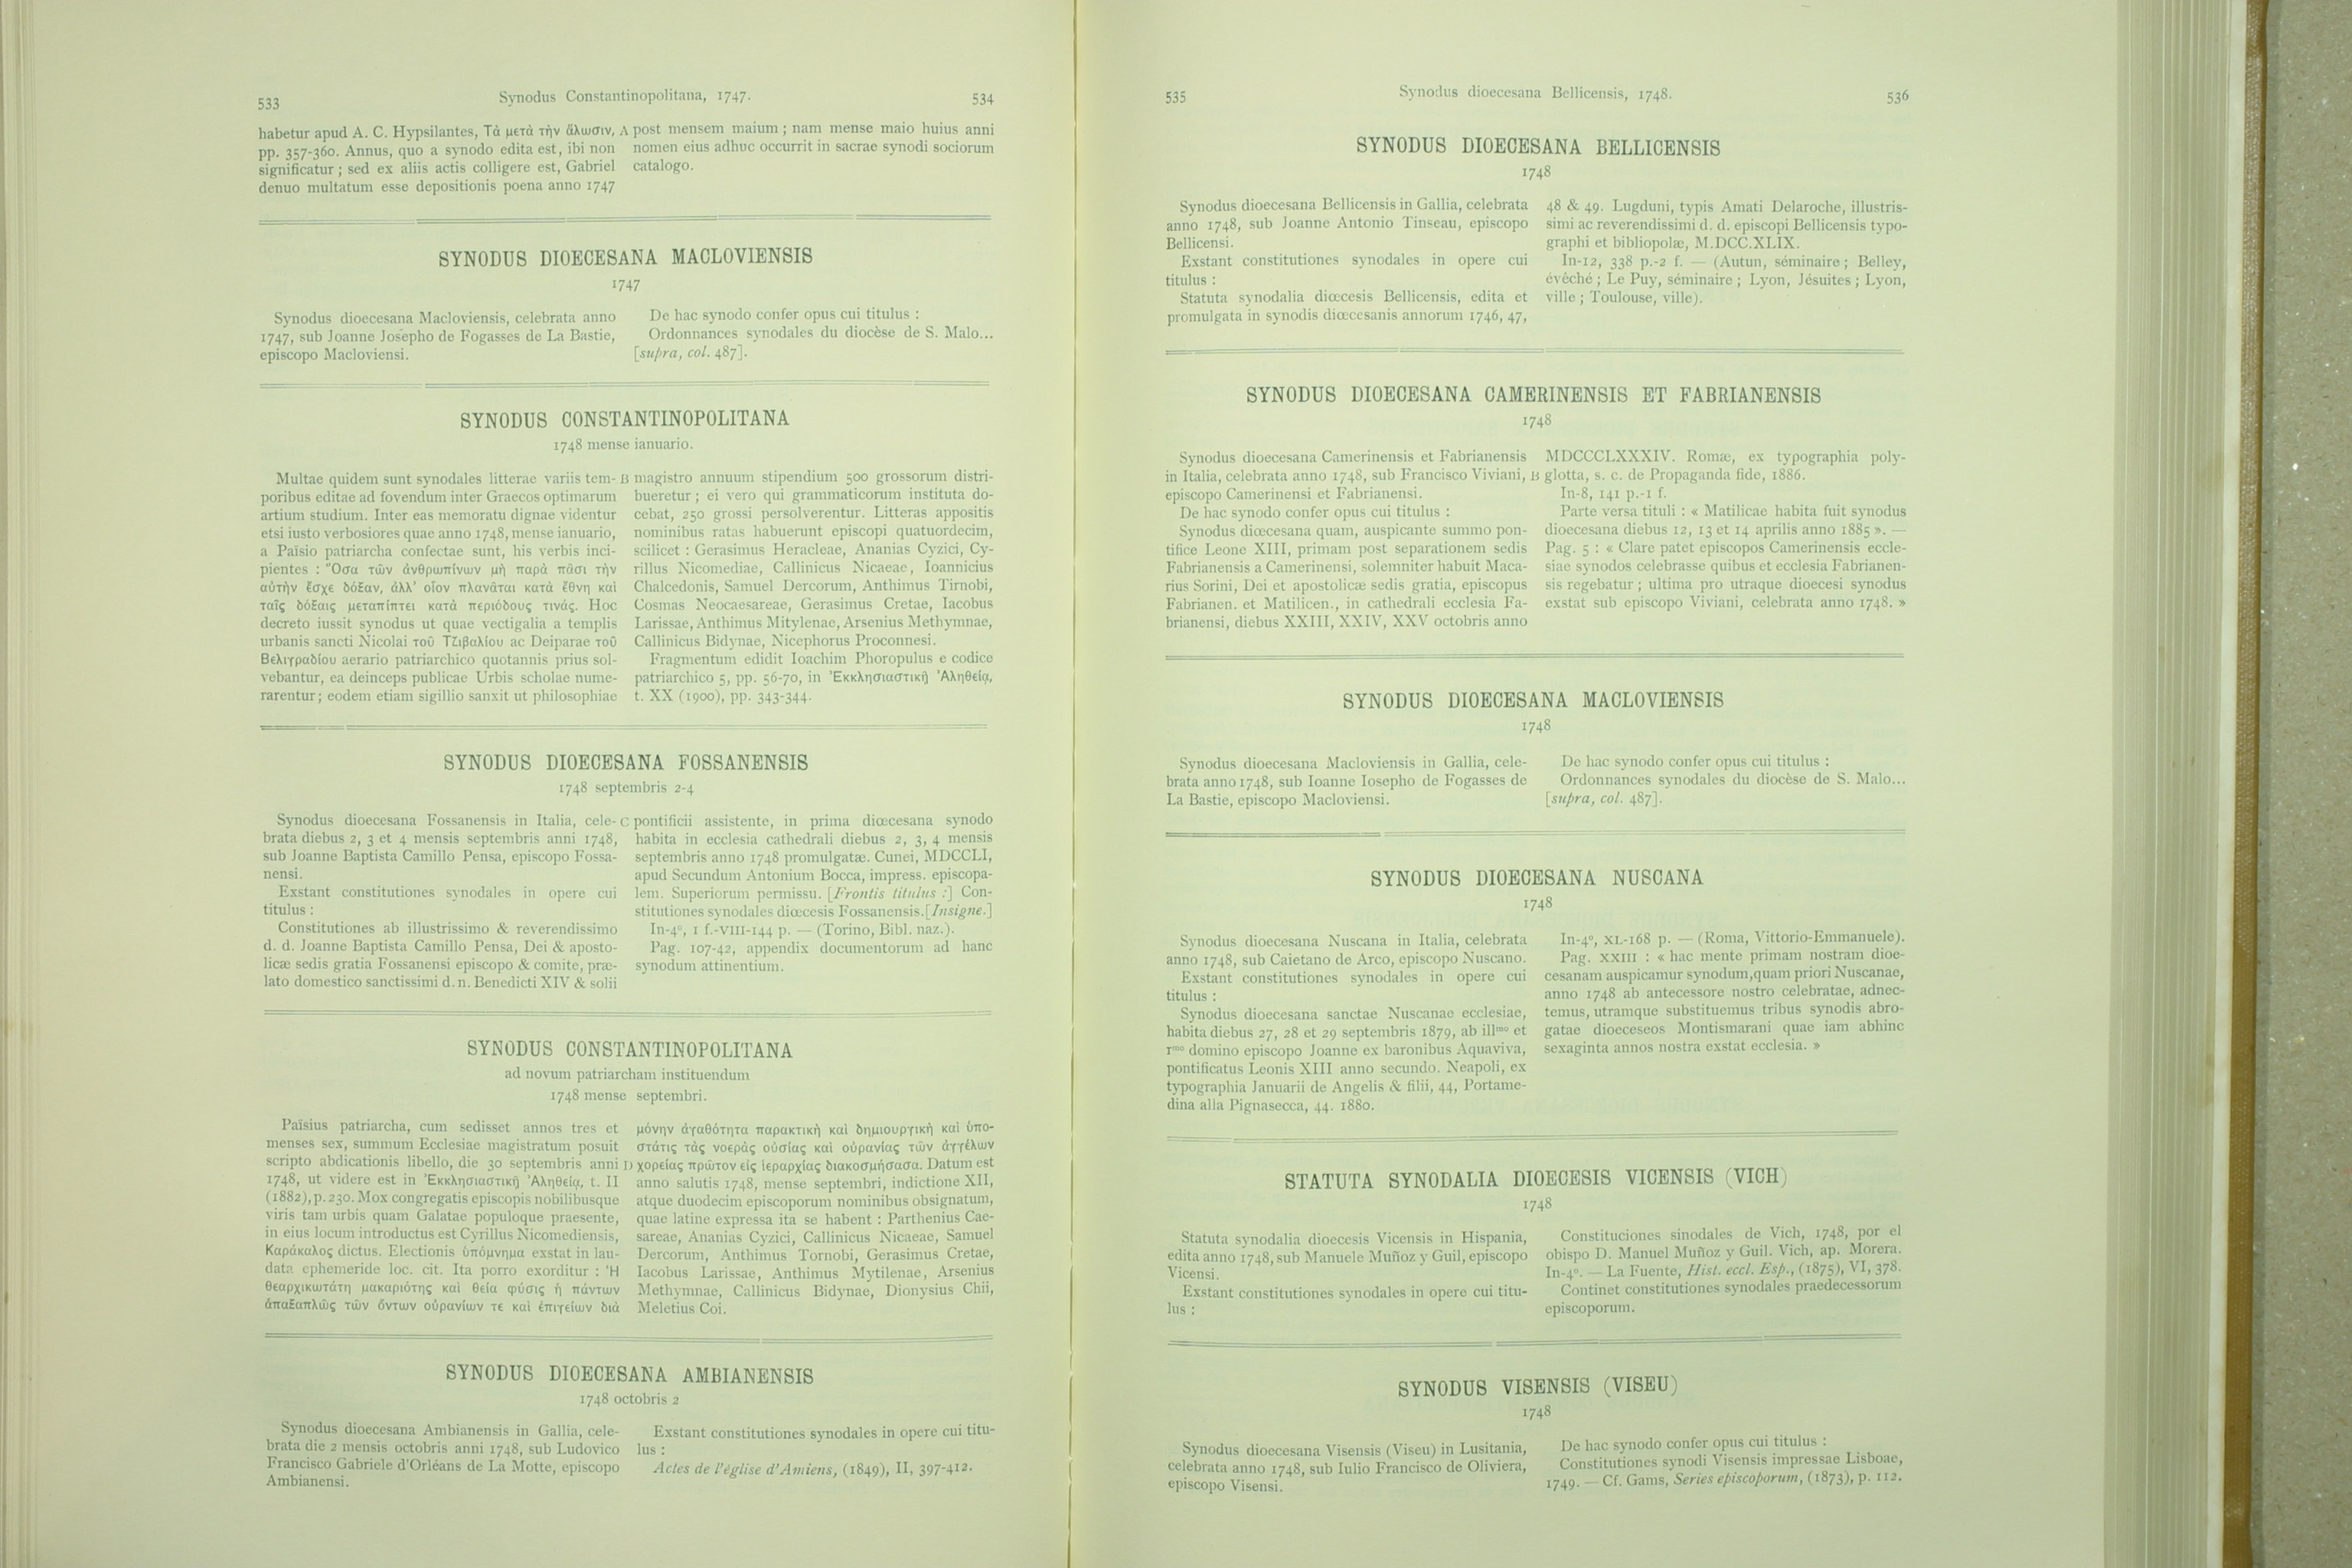 533
Synodus Constantinopolitana, 1747.
534
habetur apud A. C. Hypsilantes, Τὰ μετὰ τὴν ἅλωσιν,
pp. 357-360. Annus, quo a synodo edita est, ibi non
significatur ; sed ex aliis actis colligere est, Gabriel
denuo multatum esse depositionis poena anno 1747
A
post mensem maium ; nam mense maio huius anni
nomen eius adhuc occurrit in sacrae synodi sociorum
catalogo.
SYNODUS DIOECESANA MACLOVIENSIS
1747
Synodus dioecesana Macloviensis, celebrata anno
1747, sub Joanne Josepho de Fogasses de La Bastie,
episcopo Macloviensi.
De hac synodo confer opus cui titulus :
Ordonnances synodales du diocèse de S. Malo...
[supra, col. 487].
SYNODUS CONSTANTINOPOLITANA
1748 mense ianuario.
Multae quidem sunt synodales litterae variis tem-
poribus editae ad fovendum inter Graecos optimarum
artium studium. Inter eas memoratu dignae videntur
etsi iusto verbosiores quae anno 1748, mense ianuario,
a Païsio patriarcha confectae sunt, his verbis inci-
pientes : Ὅσα τῶν ἀνθρωπίνων μὴ παρὰ πᾶσι τὴν
αὐτὴν ἔσχε δόξαν, ἀλλ' οἷον πλανᾶται κατὰ ἔθνη καὶ
ταῖς δόξαις μεταπίπτει κατὰ περιόδους τινάς. Hoc
decreto iussit synodus ut quae vectigalia a templis
urbanis sancti Nicolai τοῦ Τζιβαλίου ac Deiparae τοῦ
Βελιγραδίου aerario patriarchico quotannis prius sol-
vebantur, ea deinceps publicae Urbis scholae nume-
rarentur ; eodem etiam sigillio sanxit ut philosophiae
B
magistro annuum stipendium 500 grossorum distri-
bueretur ; ei vero qui grammaticorum instituta do-
cebat, 250 grossi persolverentur. Litteras appositis
nominibus ratas habuerunt episcopi quatuordecim,
scilicet : Gerasimus Heracleae, Ananias Cyzici, Cy-
rillus Nicomediae, Callinicus Nicaeae, Ioannicius
Chalcedonis, Samuel Dercorum, Anthimus Tirnobi,
Cosmas Neocaesareae, Gerasimus Cretae, Iacobus
Larissae, Anthimus Mitylenae, Arsenius Methymnae,
Callinicus Bidynae, Nicephorus Proconnesi.
Fragmentum edidit Ioachim Phoropulus e codice
patriarchico 5, pp. 56-70, in Ἐκκλησιαστικῇ Ἀληθείᾳ,
t. XX (1900), pp. 343-344.
SYNODUS DIOECESANA FOSSANENSIS
1748 septembris 2-4
Synodus dioecesana Fossanensis in Italia, cele-
brata diebus 2, 3 et 4 mensis septembris anni 1748,
sub Joanne Baptista Camillo Pensa, episcopo Fossa-
nensi.
Exstant constitutiones synodales in opere cui
titulus :
Constitutiones ab illustrissimo & reverendissimo
d. d. Joanne Baptista Camillo Pensa, Dei & aposto-
licæ sedis gratia Fossanensi episcopo & comite, præ-
lato domestico sanctissimi d. n. Benedicti XIV & solii
C
pontificii assistente, in prima diœcesana synodo
habita in ecclesia cathedrali diebus 2, 3, 4 mensis
septembris anno 1748 promulgatæ. Cunei, MDCCLI,
apud Secundum Antonium Bocca, impress. episcopa-
lem. Superiorum permissu. [Frontis titulus :] Con-
stitutiones synodales diœcesis Fossanensis.[Insigne.]
In-4°, 1 f.-VIII-144 p. — (Torino, Bibl. naz.).
Pag. 107-42, appendix documentorum ad hanc
synodum attinentium.
SYNODUS CONSTANTINOPOLITANA
ad novum patriarcham instituendum
1748 mense septembri.
Païsius patriarcha, cum sedisset annos tres et
menses sex, summum Ecclesiae magistratum posuit
scripto abdicationis libello, die 30 septembris anni
1748, ut videre est in Ἐκκλησιαστικῇ Ἀληθείᾳ, t. II
(1882), p. 230. Mox congregatis episcopis nobilibusque
viris tam urbis quam Galatae populoque praesente,
in eius locum introductus est Cyrillus Nicomediensis,
Καράκαλος dictus. Electionis ὑπόμνημα exstat in lau-
data ephemeride loc. cit. Ita porro exorditur : Ἡ
θεαρχικωτάτη μακαριότης καὶ θεία φύσις ἡ πάντων
ἁπαξαπλῶς τῶν ὄντων οὐρανίων τε καὶ ἐπιγείων διὰ
D
μόνην ἀγαθότητα παρακτικὴ καὶ δημιουργικὴ καὶ ὑπο-
στάτις τὰς νοερὰς οὐσίας καὶ οὐρανίας τῶν ἀγγέλων
χορείας πρῶτον εἰς ἱεραρχίας διακοσμήσασα. Datum est
anno salutis 1748, mense septembri, indictione XII,
atque duodecim episcoporum nominibus obsignatum,
quae latine expressa ita se habent : Parthenius Cae-
sareae, Ananias Cyzici, Callinicus Nicaeae, Samuel
Dercorum, Anthimus Tornobi, Gerasimus Cretae,
Iacobus Larissae, Anthimus Mytilenae, Arsenius
Methymnae, Callinicus Bidynae, Dionysius Chii,
Meletius Coi.
SYNODUS DIOECESANA AMBIANENSIS
1748 octobris 2
Synodus dioecesana Ambianensis in Gallia, cele-
brata die 2 mensis octobris anni 1748, sub Ludovico
Francisco Gabriele d'Orléans de La Motte, episcopo
Ambianensi.
Exstant constitutiones synodales in opere cui titu-
lus :
Actes de l'église d'Amiens, (1849), II, 397-412.
535
Synodus dioecesana Bellicensis, 1748.
536
SYNODUS DIOECESANA BELLICENSIS
1748
Synodus dioecesana Bellicensis in Gallia, celebrata
anno 1748, sub Joanne Antonio Tinseau, episcopo
Bellicensi.
Exstant constitutiones synodales in opere cui
titulus :
Statuta synodalia diœcesis Bellicensis, edita et
promulgata in synodis diœcesanis annorum 1746, 47,
48 & 49. Lugduni, typis Amati Delaroche, illustris-
simi ac reverendissimi d. d. episcopi Bellicensis typo-
graphi et bibliopolæ, M.DCC.XLIX.
In-12, 338 p.-2 f. — (Autun, séminaire ; Belley,
évêché ; Le Puy, séminaire ; Lyon, Jésuites ; Lyon,
ville ; Toulouse, ville).
SYNODUS DIOECESANA CAMERINENSIS ET FABRIANENSIS
1748
Synodus dioecesana Camerinensis et Fabrianensis
in Italia, celebrata anno 1748, sub Francisco Viviani,
episcopo Camerinensi et Fabrianensi.
De hac synodo confer opus cui titulus :
Synodus diœcesana quam, auspicante summo pon-
tifice Leone XIII, primam post separationem sedis
Fabrianensis a Camerinensi, solemniter habuit Maca-
rius Sorini, Dei et apostolicæ sedis gratia, episcopus
Fabrianen. et Matilicen., in cathedrali ecclesia Fa-
brianensi, diebus XXIII, XXIV, XXV octobris anno
B
MDCCCLXXXIV. Romæ, ex typographia poly-
glotta, s. c. de Propaganda fide, 1886.
In-8, 141 p.-1 f.
Parte versa tituli : « Matilicae habita fuit synodus
dioecesana diebus 12, 13 et 14 aprilis anno 1885 ». —
Pag. 5 : « Clare patet episcopos Camerinensis eccle-
siae synodos celebrasse quibus et ecclesia Fabrianen-
sis regebatur ; ultima pro utraque dioecesi synodus
exstat sub episcopo Viviani, celebrata anno 1748. »
SYNODUS DIOECESANA MACLOVIENSIS
1748
Synodus dioecesana Macloviensis in Gallia, cele-
brata anno 1748, sub Ioanne Iosepho de Fogasses de
La Bastie, episcopo Macloviensi.
De hac synodo confer opus cui titulus :
Ordonnances synodales du diocèse de S. Malo...
[supra, col. 487].
SYNODUS DIOECESANA NUSCANA
1748
Synodus dioecesana Nuscana in Italia, celebrata
anno 1748, sub Caietano de Arco, episcopo Nuscano.
Exstant constitutiones synodales in opere cui
titulus :
Synodus dioecesana sanctae Nuscanae ecclesiae,
habita diebus 27, 28 et 29 septembris 1879, ab illᵐᵒ et
rᵐᵒ domino episcopo Joanne ex baronibus Aquaviva,
pontificatus Leonis XIII anno secundo. Neapoli, ex
typographia Januarii de Angelis & filii, 44, Portame-
dina alla Pignasecca, 44. 1880.
In-4°, XL-168 p. — (Roma, Vittorio-Emmanuele).
Pag. XXIII : « hac mente primam nostram dioe-
cesanam auspicamur synodum, quam priori Nuscanae,
anno 1748 ab antecessore nostro celebratae, adnec-
temus, utramque substituemus tribus synodis abro-
gatae dioeceseos Montismarani quae iam abhinc
sexaginta annos nostra exstat ecclesia. »
STATUTA SYNODALIA DIOECESIS VICENSIS (VICH)
1748
Statuta synodalia dioecesis Vicensis in Hispania,
edita anno 1748, sub Manuele Muñoz y Guil, episcopo
Vicensi.
Exstant constitutiones synodales in opere cui titu-
lus :
Constituciones sinodales de Vich, 1748, por el
obispo D. Manuel Muñoz y Guil. Vich, ap. Morera.
In-4°. — La Fuente, Hist. eccl. Esp., (1875), VI, 378.
Continet constitutiones synodales praedecessorum
episcoporum.
SYNODUS VISENSIS (VISEU)
1748
Synodus dioecesana Visensis (Viseu) in Lusitania,
celebrata anno 1748, sub Iulio Francisco de Oliviera,
episcopo Visensi.
De hac synodo confer opus cui titulus :
Constitutiones synodi Visensis impressae Lisboae,
1749. — Cf. Gams, Series episcoporum, (1873), p. 112.